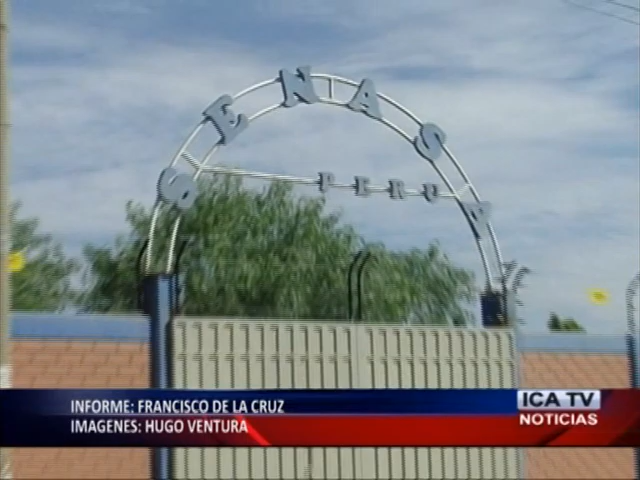 SENASA
PERU
INFORME: FRANCISCO DE LA CRUZ
IMAGENES: HUGO VENTURA
ICA TV
NOTICIAS